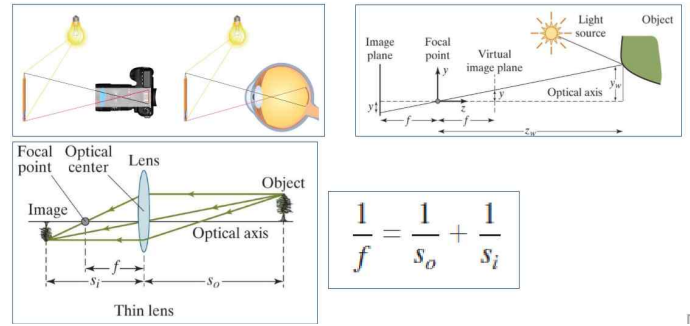 Light
source
Object
Image
plane
Focal
point
Virtual
image plane
y
y
y
y_w
z
Optical axis
f
f
z_w
Focal
point
Optical
center
Lens
Object
Image
Optical axis
f
s_i
s_o
Thin lens
1/f = 1/s_o + 1/s_i